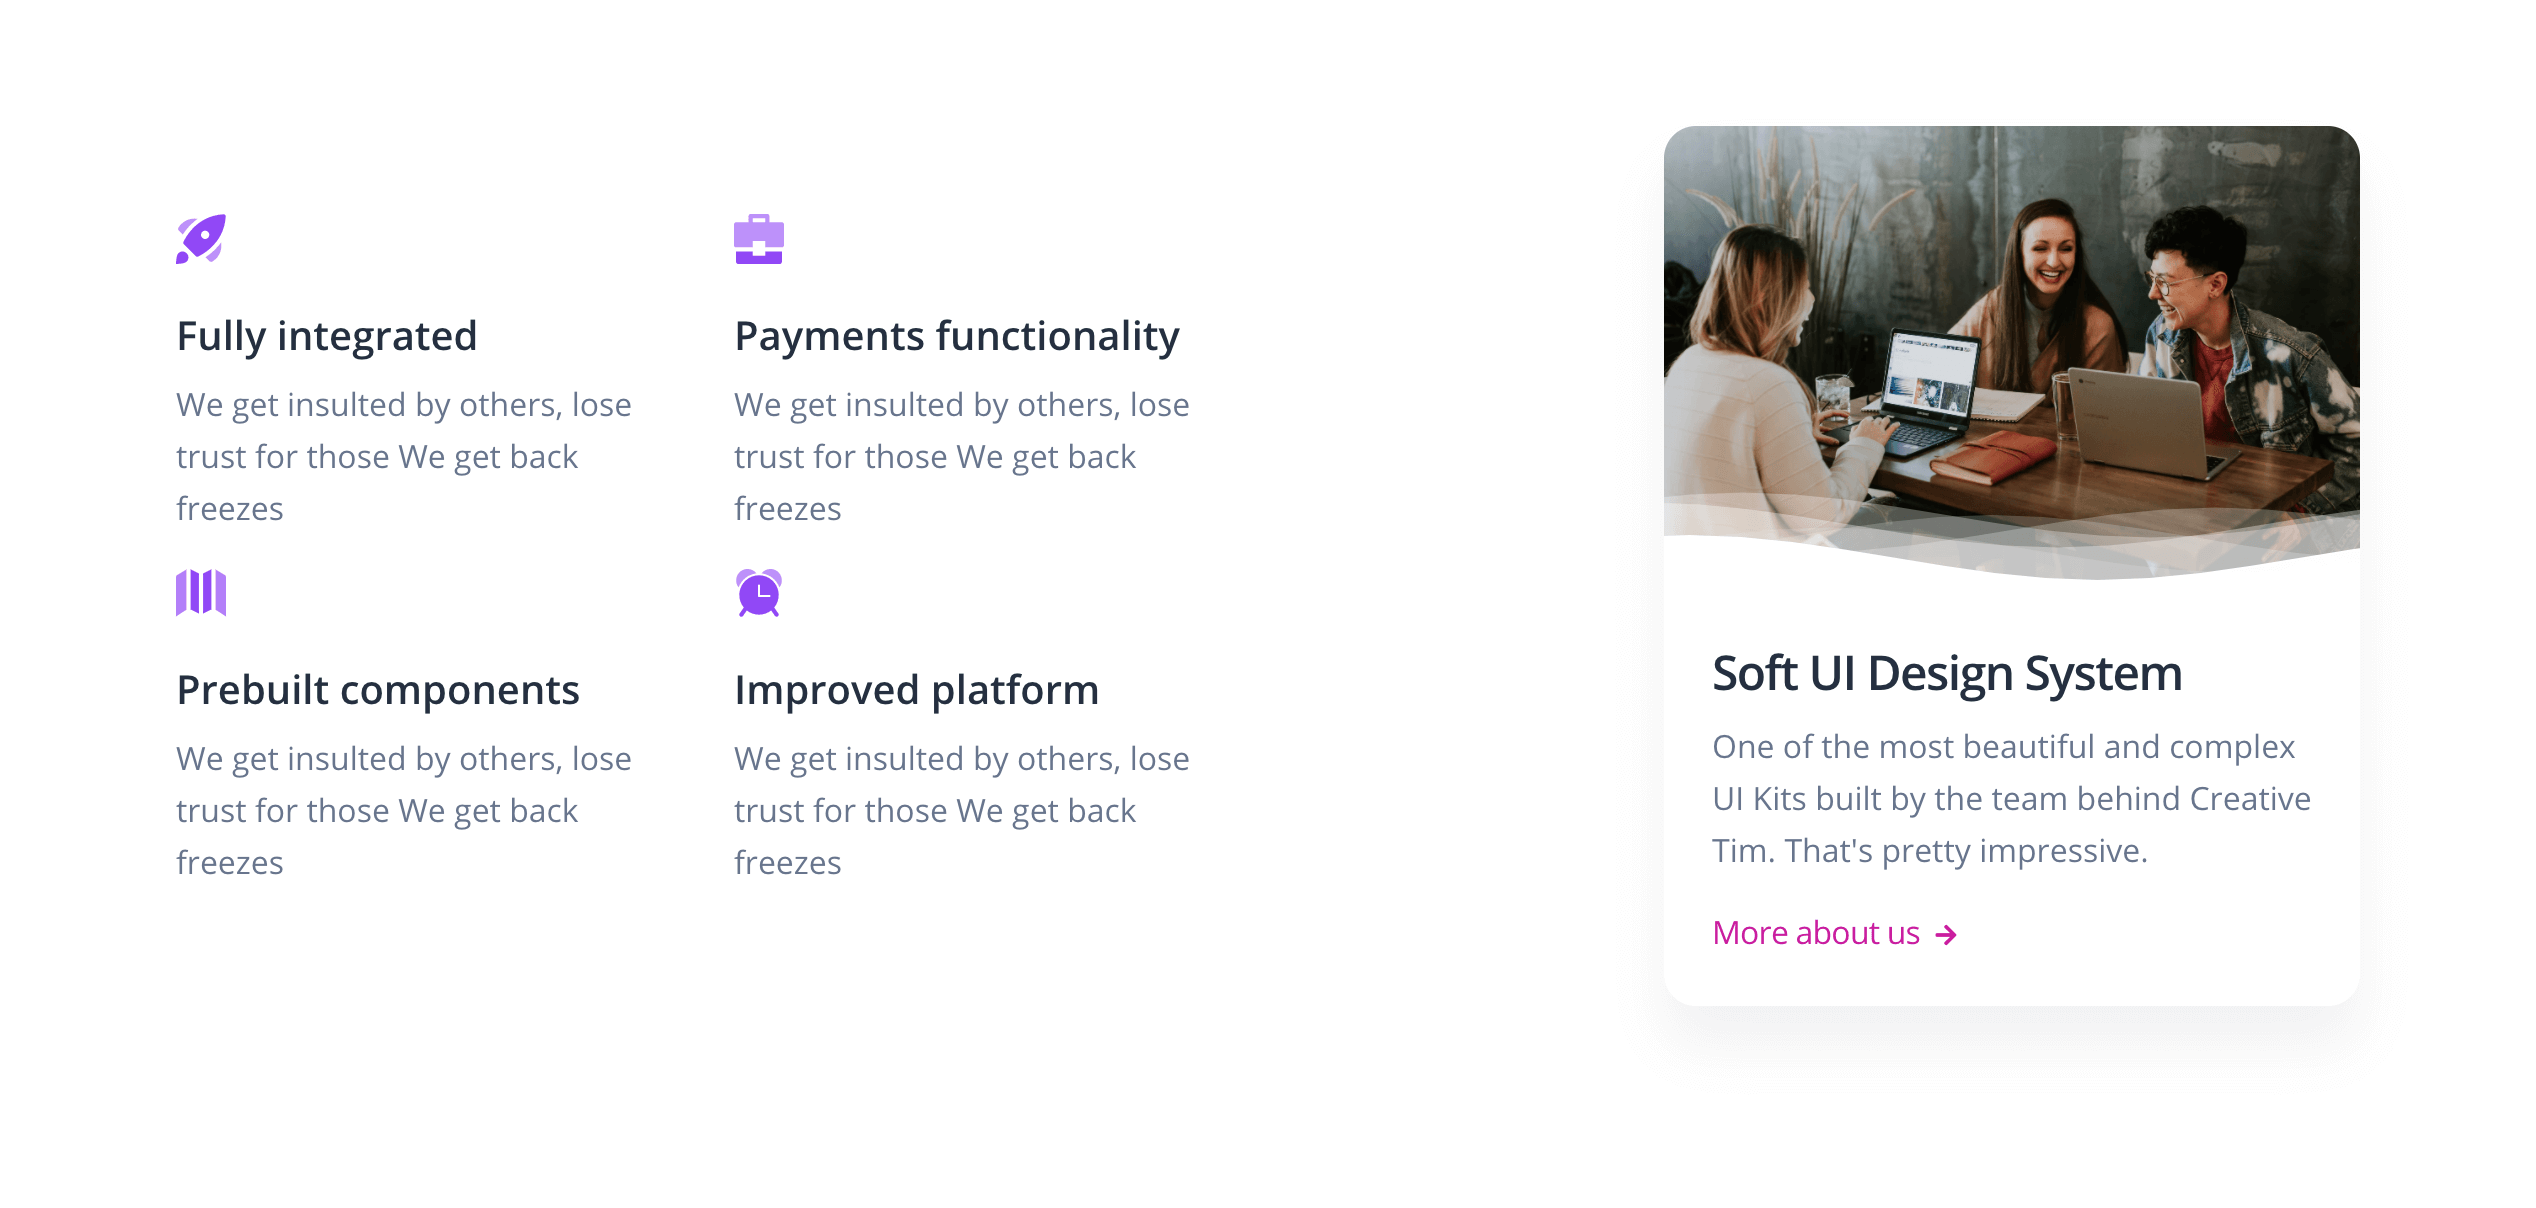 Fully integrated
We get insulted by others, lose
trust for those We get back
freezes
Payments functionality
We get insulted by others, lose
trust for those We get back
freezes
Prebuilt components
We get insulted by others, lose
trust for those We get back
freezes
Improved platform
We get insulted by others, lose
trust for those We get back
freezes
Soft UI Design System
One of the most beautiful and complex
UI Kits built by the team behind Creative
Tim. That's pretty impressive.
More about us